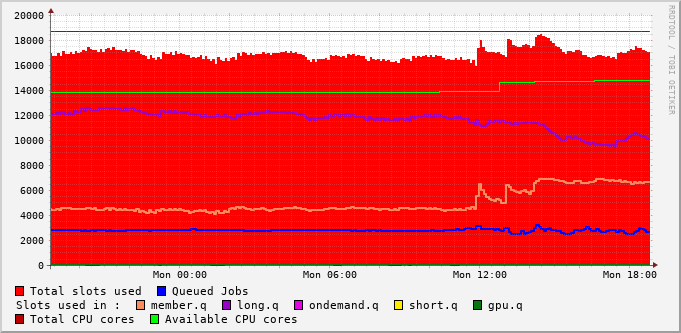 20000
18000
16000
14000
12000
10000
8000
6000
4000
2000
0
Mon 00:00 Mon 06:00 Mon 12:00 Mon 18:00
RRDTOOL / TOBI OETIKER
Total slots used Queued Jobs
Slots used in : member.q long.q ondemand.q short.q gpu.q
Total CPU cores Available CPU cores